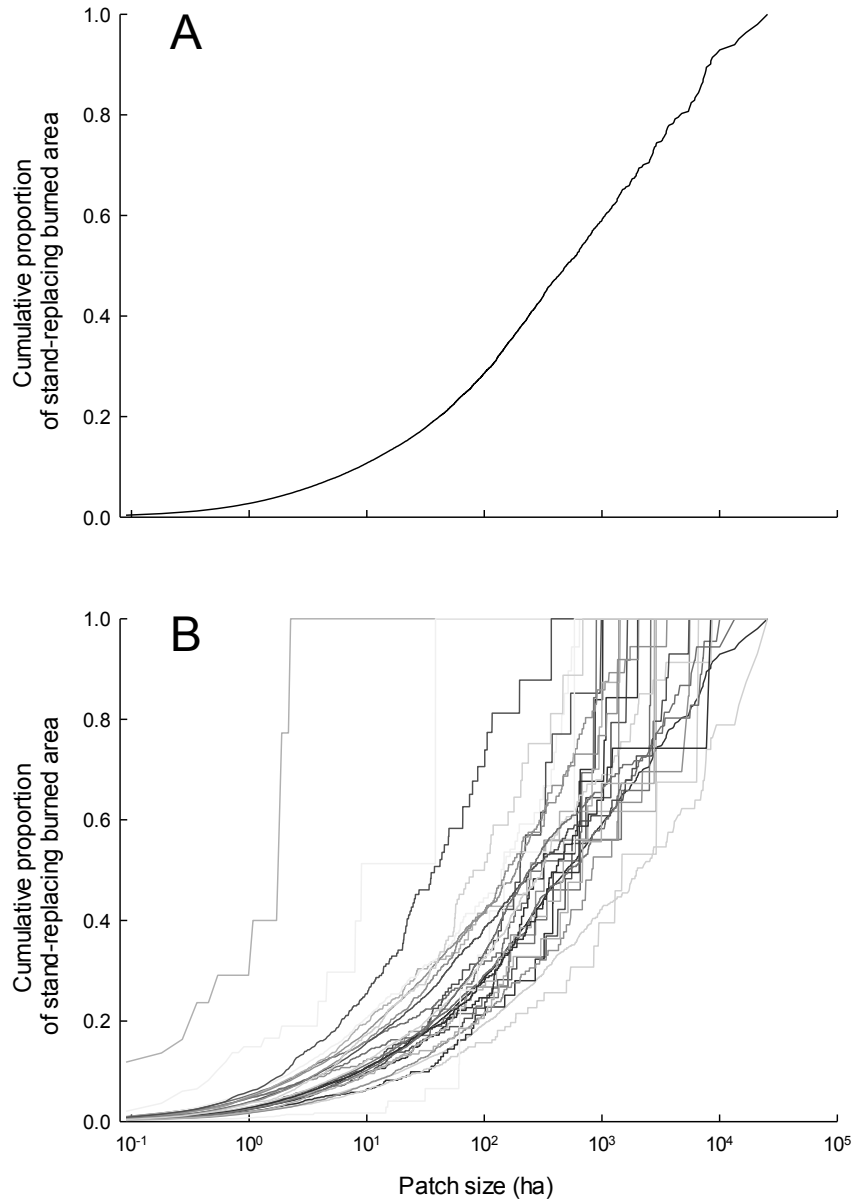 A
1.0
0.8
0.6
0.4
0.2
0.0
Cumulative proportion
of stand-replacing burned area
B
1.0
0.8
0.6
0.4
0.2
0.0
Cumulative proportion
of stand-replacing burned area
10⁻¹ 10⁰ 10¹ 10² 10³ 10⁴ 10⁵
Patch size (ha)